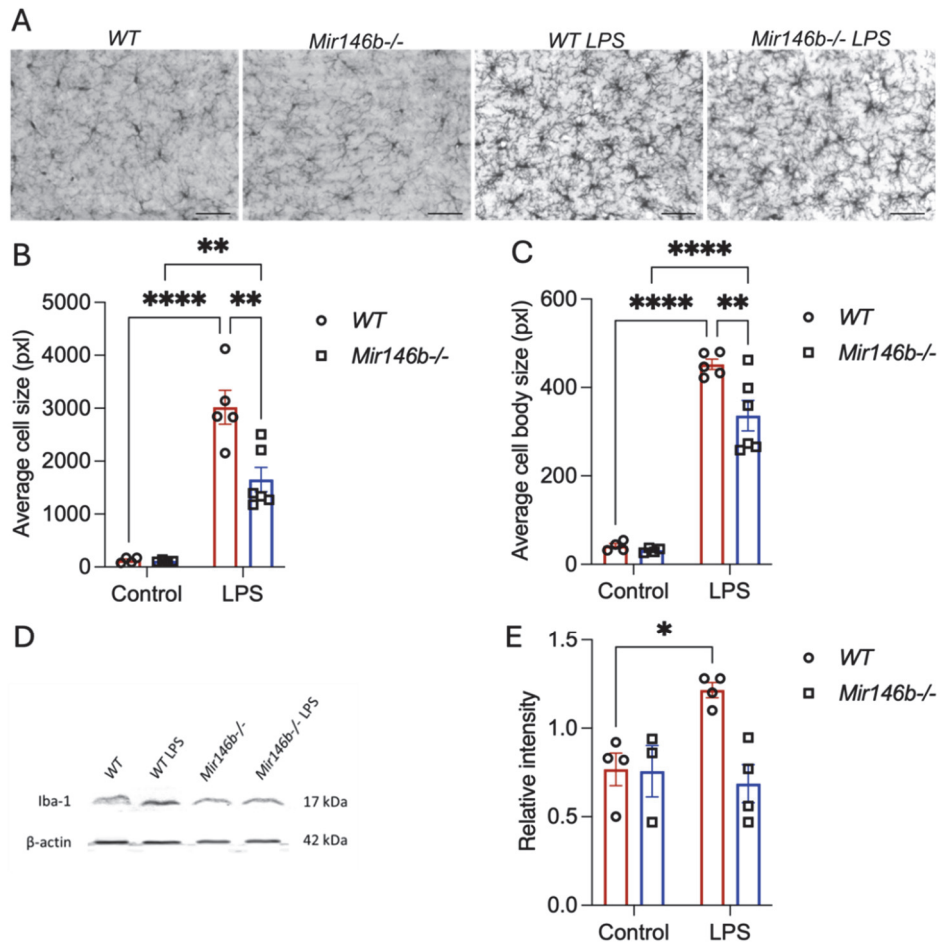 A
WT
Mir146b-/-
WT LPS
Mir146b-/- LPS
B
**
**** **
Average cell size (pxl)
5000
4000
3000
2000
1000
0
Control
LPS
WT
Mir146b-/-
C
****
**** **
Average cell body size (pxl)
600
400
200
0
Control
LPS
WT
Mir146b-/-
D
WT
WT LPS
Mir146b-/-
Mir146b-/- LPS
Iba-1
17 kDa
β-actin
42 kDa
E
*
Relative intensity
1.5
1.0
0.5
0.0
Control
LPS
WT
Mir146b-/-